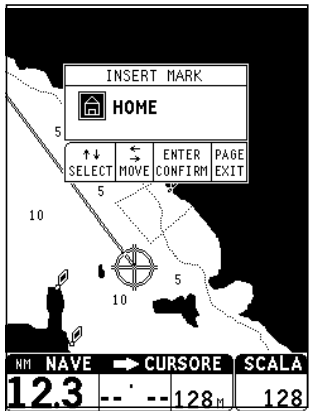 INSERT MARK
HOME
↑↓ ← → ENTER PAGE
SELECT MOVE CONFIRM EXIT
5
5
10
5
10
NM NAVE ➡ CURSORE SCALA
12.3 --°-- 128M 128